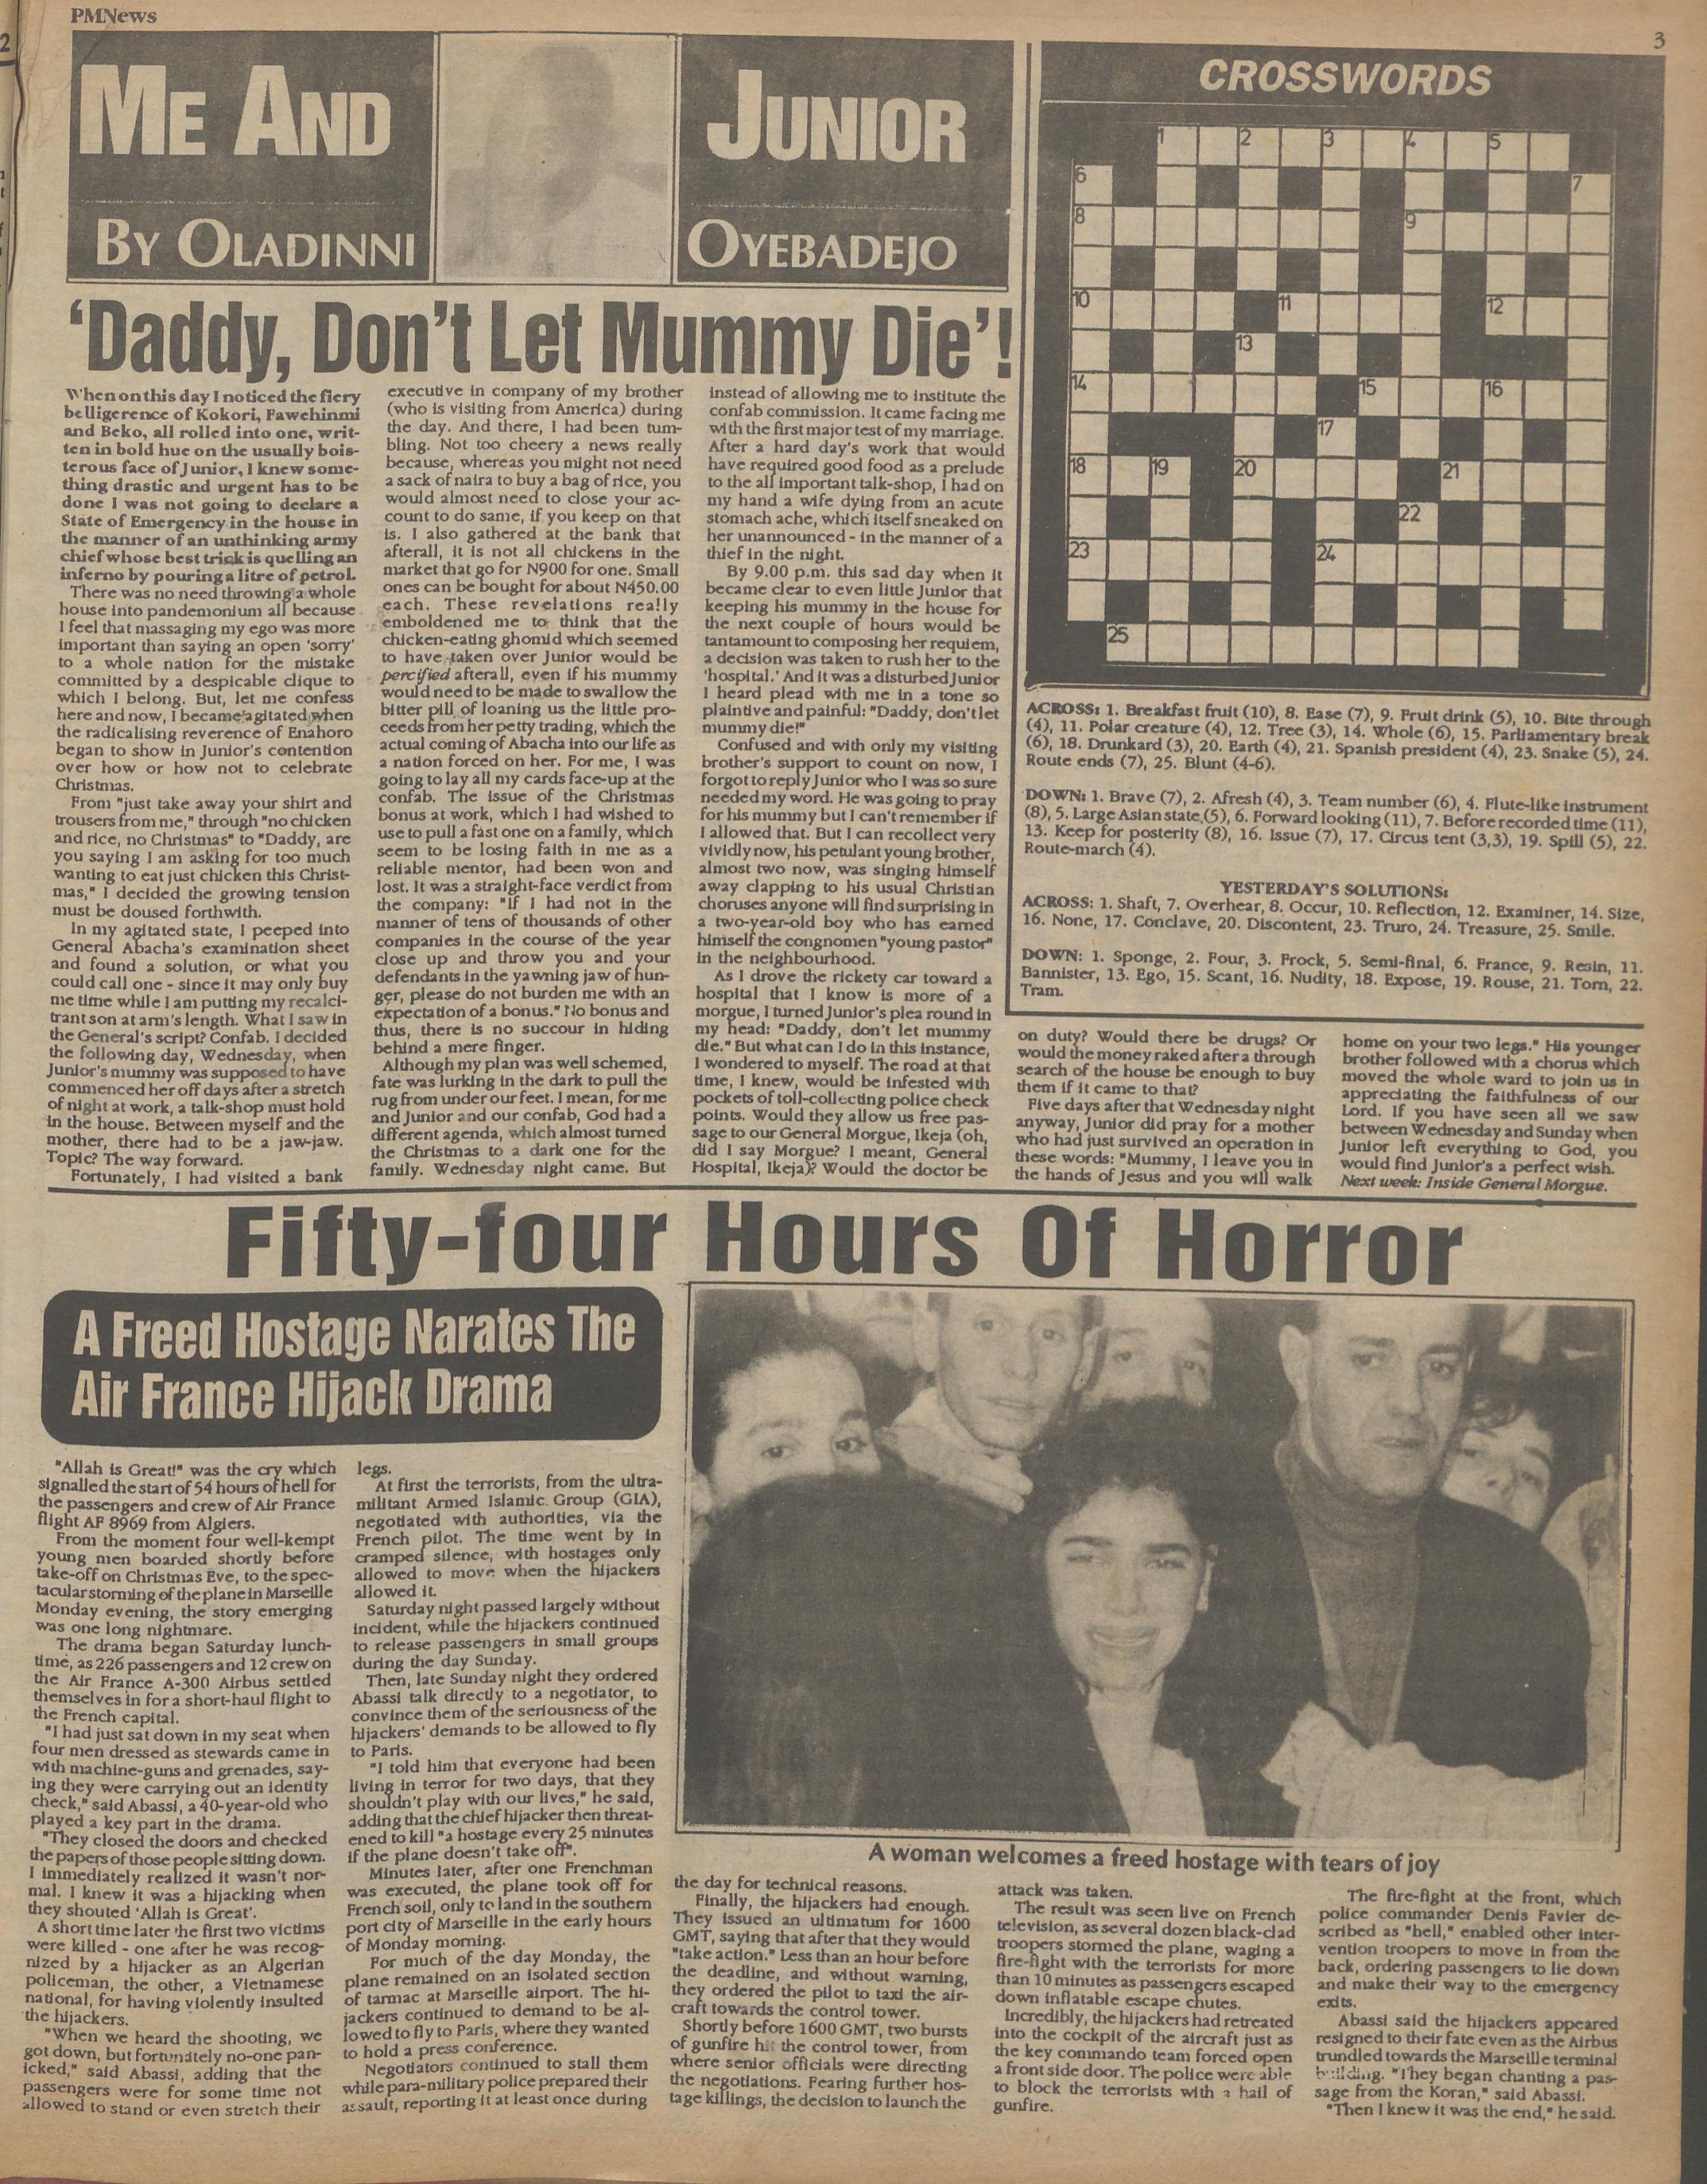 PMNews
3
2
ME AND
JUNIOR
BY OLADINNI
OYEBADEJO
'Daddy, Don't Let Mummy Die'!
When on this day I noticed the fiery
belligerence of Kokori, Fawehinmi
and Beko, all rolled into one, writ-
ten in bold hue on the usually bois-
terous face of Junior, I knew some-
thing drastic and urgent has to be
done I was not going to declare a
State of Emergency in the house in
the manner of an unthinking army
chief whose best trick is quelling an
inferno by pouring a litre of petrol.
There was no need throwing a whole
house into pandemonium all because
I feel that massaging my ego was more
important than saying an open 'sorry'
to a whole nation for the mistake
committed by a despicable clique to
which I belong. But, let me confess
here and now, I became agitated when
the radicalising reverence of Enahoro
began to show in Junior's contention
over how or how not to celebrate
Christmas.
From "just take away your shirt and
trousers from me," through "no chicken
and rice, no Christmas" to "Daddy, are
you saying I am asking for too much
wanting to eat just chicken this Christ-
mas," I decided the growing tension
must be doused forthwith.
In my agitated state, I peeped into
General Abacha's examination sheet
and found a solution, or what you
could call one - since it may only buy
me time while I am putting my recalci-
trant son at arm's length. What I saw in
the General's script? Confab. I decided
the following day, Wednesday, when
Junior's mummy was supposed to have
commenced her off days after a stretch
of night at work, a talk-shop must hold
in the house. Between myself and the
mother, there had to be a jaw-jaw.
Topic? The way forward.
Fortunately, I had visited a bank
executive in company of my brother
(who is visiting from America) during
the day. And there, I had been tum-
bling. Not too cheery a news really
because, whereas you might not need
a sack of naira to buy a bag of rice, you
would almost need to close your ac-
count to do same, if you keep on that
is. I also gathered at the bank that
afterall, it is not all chickens in the
market that go for N900 for one. Small
ones can be bought for about N450.00
each. These revelations really
emboldened me to think that the
chicken-eating ghomid which seemed
to have taken over Junior would be
percified afterall, even if his mummy
would need to be made to swallow the
bitter pill of loaning us the little pro-
ceeds from her petty trading, which the
actual coming of Abacha into our life as
a nation forced on her. For me, I was
going to lay all my cards face-up at the
confab. The issue of the Christmas
bonus at work, which I had wished to
use to pull a fast one on a family, which
seem to be losing faith in me as a
reliable mentor, had been won and
lost. It was a straight-face verdict from
the company: "If I had not in the
manner of tens of thousands of other
companies in the course of the year
close up and throw you and your
defendants in the yawning jaw of hun-
ger, please do not burden me with an
expectation of a bonus." No bonus and
thus, there is no succour in hiding
behind a mere finger.
Although my plan was well schemed,
fate was lurking in the dark to pull the
rug from under our feet. I mean, for me
and Junior and our confab, God had a
different agenda, which almost turned
the Christmas to a dark one for the
family. Wednesday night came. But
instead of allowing me to institute the
confab commission. It came facing me
with the first major test of my marriage.
After a hard day's work that would
have required good food as a prelude
to the all important talk-shop, I had on
my hand a wife dying from an acute
stomach ache, which itself sneaked on
her unannounced - in the manner of a
thief in the night.
By 9.00 p.m. this sad day when it
became clear to even little Junior that
keeping his mummy in the house for
the next couple of hours would be
tantamount to composing her requiem,
a decision was taken to rush her to the
'hospital.' And it was a disturbed Junior
I heard plead with me in a tone so
plaintive and painful: "Daddy, don't let
mummy die!"
Confused and with only my visiting
brother's support to count on now, I
forgot to reply Junior who I was so sure
needed my word. He was going to pray
for his mummy but I can't remember if
I allowed that. But I can recollect very
vividly now, his petulant young brother,
almost two now, was singing himself
away clapping to his usual Christian
choruses anyone will find surprising in
a two-year-old boy who has earned
himself the congnomen "young pastor"
in the neighbourhood.
As I drove the rickety car toward a
hospital that I know is more of a
morgue, I turned Junior's plea round in
my head: "Daddy, don't let mummy
die." But what can I do in this instance,
I wondered to myself. The road at that
time, I knew, would be infested with
pockets of toll-collecting police check
points. Would they allow us free pas-
sage to our General Morgue, Ikeja (oh,
did I say Morgue? I meant, General
Hospital, Ikeja)? Would the doctor be
on duty? Would there be drugs? Or
would the money raked after a through
search of the house be enough to buy
them if it came to that?
Five days after that Wednesday night
anyway, Junior did pray for a mother
who had just survived an operation in
these words: "Mummy, I leave you in
the hands of Jesus and you will walk
home on your two legs." His younger
brother followed with a chorus which
moved the whole ward to join us in
appreciating the faithfulness of our
Lord. If you have seen all we saw
between Wednesday and Sunday when
Junior left everything to God, you
would find Junior's a perfect wish.
Next week: Inside General Morgue.
CROSSWORDS
1 2 3 4 5
6 7
8 9
10 11 12
13
14 15 16
17
18 19 20 21
22
23 24
25
ACROSS: 1. Breakfast fruit (10), 8. Ease (7), 9. Fruit drink (5), 10. Bite through
(4), 11. Polar creature (4), 12. Tree (3), 14. Whole (6), 15. Parliamentary break
(6), 18. Drunkard (3), 20. Earth (4), 21. Spanish president (4), 23. Snake (5), 24.
Route ends (7), 25. Blunt (4-6).
DOWN: 1. Brave (7), 2. Afresh (4), 3. Team number (6), 4. Flute-like instrument
(8), 5. Large Asian state, (5), 6. Forward looking (11), 7. Before recorded time (11),
13. Keep for posterity (8), 16. Issue (7), 17. Circus tent (3,3), 19. Spill (5), 22.
Route-march (4).
YESTERDAY'S SOLUTIONS:
ACROSS: 1. Shaft, 7. Overhear, 8. Occur, 10. Reflection, 12. Examiner, 14. Size,
16. None, 17. Conclave, 20. Discontent, 23. Truro, 24. Treasure, 25. Smile.
DOWN: 1. Sponge, 2. Four, 3. Frock, 5. Semi-final, 6. France, 9. Resin, 11.
Bannister, 13. Ego, 15. Scant, 16. Nudity, 18. Expose, 19. Rouse, 21. Torn, 22.
Tram.
Fifty-four Hours Of Horror
A Freed Hostage Narates The
Air France Hijack Drama
"Allah is Great!" was the cry which
signalled the start of 54 hours of hell for
the passengers and crew of Air France
flight AF 8969 from Algiers.
From the moment four well-kempt
young men boarded shortly before
take-off on Christmas Eve, to the spec-
tacular storming of the plane in Marseille
Monday evening, the story emerging
was one long nightmare.
The drama began Saturday lunch-
time, as 226 passengers and 12 crew on
the Air France A-300 Airbus settled
themselves in for a short-haul flight to
the French capital.
"I had just sat down in my seat when
four men dressed as stewards came in
with machine-guns and grenades, say-
ing they were carrying out an identity
check," said Abassi, a 40-year-old who
played a key part in the drama.
"They closed the doors and checked
the papers of those people sitting down.
I immediately realized it wasn't nor-
mal. I knew it was a hijacking when
they shouted 'Allah is Great'.
A short time later the first two victims
were killed - one after he was recog-
nized by a hijacker as an Algerian
policeman, the other, a Vietnamese
national, for having violently insulted
the hijackers.
"When we heard the shooting, we
got down, but fortunately no-one pan-
icked," said Abassi, adding that the
passengers were for some time not
allowed to stand or even stretch their
legs.
At first the terrorists, from the ultra-
militant Armed Islamic Group (GIA),
negotiated with authorities, via the
French pilot. The time went by in
cramped silence, with hostages only
allowed to move when the hijackers
allowed it.
Saturday night passed largely without
incident, while the hijackers continued
to release passengers in small groups
during the day Sunday.
Then, late Sunday night they ordered
Abassi talk directly to a negotiator, to
convince them of the seriousness of the
hijackers' demands to be allowed to fly
to Paris.
"I told him that everyone had been
living in terror for two days, that they
shouldn't play with our lives," he said,
adding that the chief hijacker then threat-
ened to kill "a hostage every 25 minutes
if the plane doesn't take off".
Minutes later, after one Frenchman
was executed, the plane took off for
French soil, only to land in the southern
port city of Marseille in the early hours
of Monday morning.
For much of the day Monday, the
plane remained on an isolated section
of tarmac at Marseille airport. The hi-
jackers continued to demand to be al-
lowed to fly to Paris, where they wanted
to hold a press conference.
Negotiators continued to stall them
while para-military police prepared their
assault, reporting it at least once during
A woman welcomes a freed hostage with tears of joy
the day for technical reasons.
Finally, the hijackers had enough.
They issued an ultimatum for 1600
GMT, saying that after that they would
"take action." Less than an hour before
the deadline, and without warning,
they ordered the pilot to taxi the air-
craft towards the control tower.
Shortly before 1600 GMT, two bursts
of gunfire hit the control tower, from
where senior officials were directing
the negotiations. Fearing further hos-
tage killings, the decision to launch the
attack was taken.
The result was seen live on French
television, as several dozen black-clad
troopers stormed the plane, waging a
fire-fight with the terrorists for more
than 10 minutes as passengers escaped
down inflatable escape chutes.
Incredibly, the hijackers had retreated
into the cockpit of the aircraft just as
the key commando team forced open
a front side door. The police were able
to block the terrorists with a hail of
gunfire.
The fire-fight at the front, which
police commander Denis Favier de-
scribed as "hell," enabled other inter-
vention troopers to move in from the
back, ordering passengers to lie down
and make their way to the emergency
exits.
Abassi said the hijackers appeared
resigned to their fate even as the Airbus
trundled towards the Marseille terminal
building. "They began chanting a pas-
sage from the Koran," said Abassi.
"Then I knew it was the end," he said.